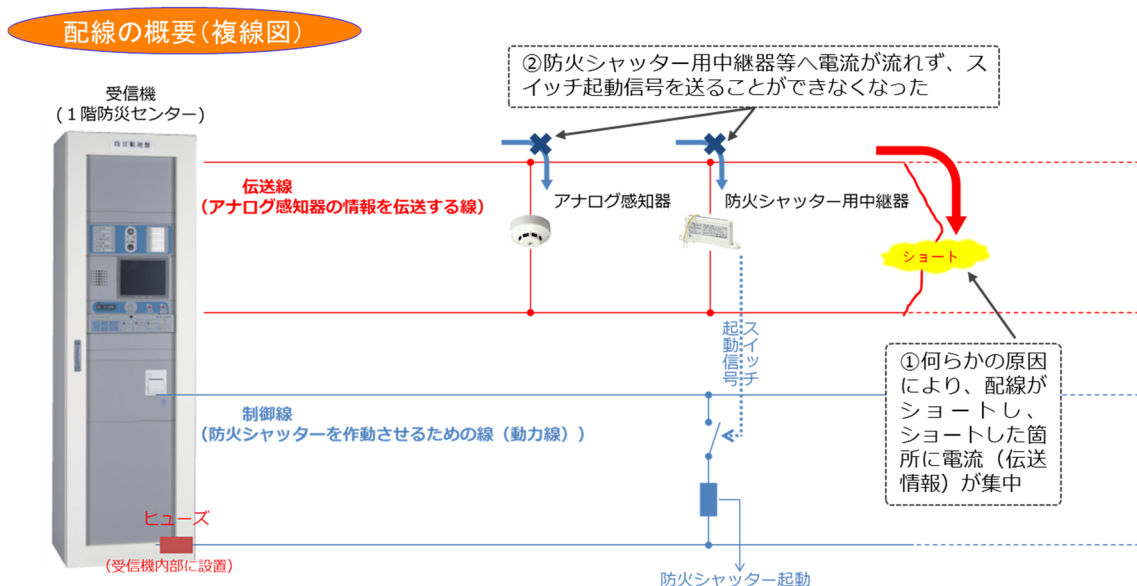 配線の概要(複線図)
②防火シャッター用中継器等へ電流が流れず、ス
イッチ起動信号を送ることができなくなった
受信機
(1階防災センター)
伝送線
(アナログ感知器の情報を伝送する線)
アナログ感知器
防火シャッター用中継器
ショート
スイッチ
起動信号
①何らかの原因
により、配線が
ショートし、
ショートした箇
所に電流(伝送
情報)が集中
制御線
(防火シャッターを作動させるための線(動力線))
ヒューズ
(受信機内部に設置)
防火シャッター起動